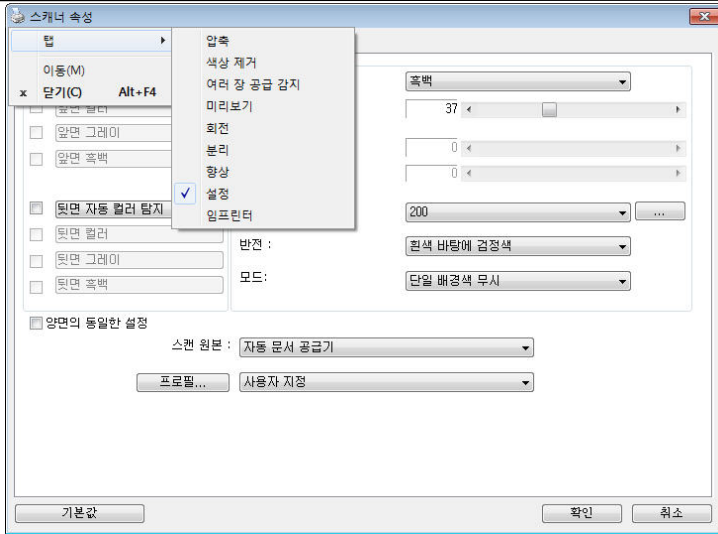 스캐너 속성
탭
이동(M)
x 닫기(C) Alt+F4
압축
색상 제거
여러 장 공급 감지
미리보기
회전
분리
향상
✓ 설정
임프린터
흑백
37
앞면 컬러
앞면 그레이
0
앞면 흑백
0
뒷면 자동 컬러 탐지
200
...
뒷면 컬러
반전 :
흰색 바탕에 검정색
뒷면 그레이
모드:
단일 배경색 무시
뒷면 흑백
양면의 동일한 설정
스캔 원본 : 자동 문서 공급기
프로필... 사용자 지정
기본값
확인
취소